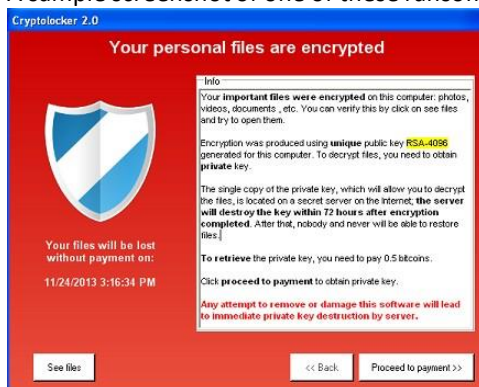 Cryptolocker 2.0
Your personal files are encrypted
Info
Your important files were encrypted on this computer: photos,
videos, documents , etc. You can verify this by click on see files
and try to open them.
Encryption was produced using unique public key RSA-4096
generated for this computer. To decrypt files, you need to obtain
private key.
The single copy of the private key, which will allow you to decrypt
the files, is located on a secret server on the Internet; the server
will destroy the key within 72 hours after encryption
completed. After that, nobody and never will be able to restore
files.
To retrieve the private key, you need to pay 0.5 bitcoins.
Click proceed to payment to obtain private key.
Any attempt to remove or damage this software will lead
to immediate private key destruction by server.
Your files will be lost
without payment on:
11/24/2013 3:16:34 PM
See files
<< Back
Proceed to payment >>